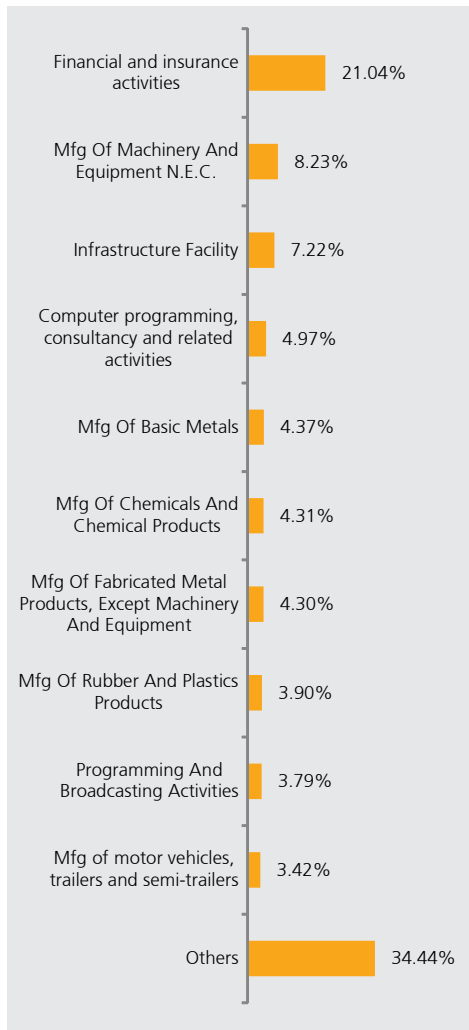 Financial and insurance
activities
21.04%
Mfg Of Machinery And
Equipment N.E.C.
8.23%
Infrastructure Facility
7.22%
Computer programming,
consultancy and related
activities
4.97%
Mfg Of Basic Metals
4.37%
Mfg Of Chemicals And
Chemical Products
4.31%
Mfg Of Fabricated Metal
Products, Except Machinery
And Equipment
4.30%
Mfg Of Rubber And Plastics
Products
3.90%
Programming And
Broadcasting Activities
3.79%
Mfg of motor vehicles,
trailers and semi-trailers
3.42%
Others
34.44%